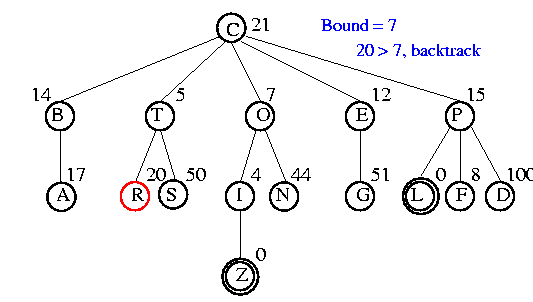 C 21 Bound = 7
20 > 7, backtrack
14 5 7 12 15
B T O E P
17 20 50 4 44 51 0 8 100
A R S I N G L F D
0
Z